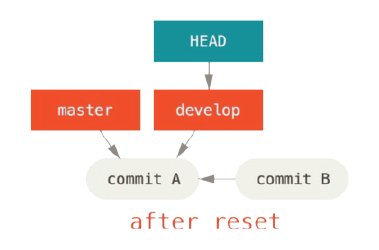 HEAD
master
develop
commit A
commit B
after reset